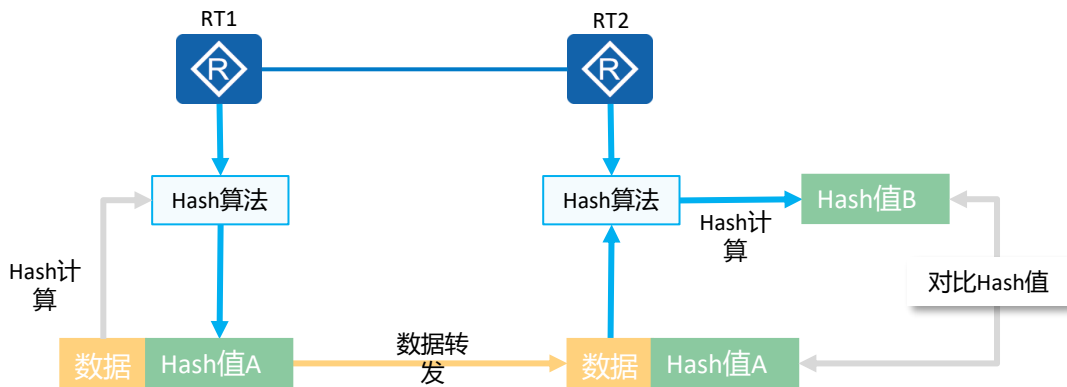 RT1
RT2
R
R
Hash算法
Hash算法
Hash值B
Hash计
算
Hash计
算
对比Hash值
数据
Hash值A
数据转
发
数据
Hash值A